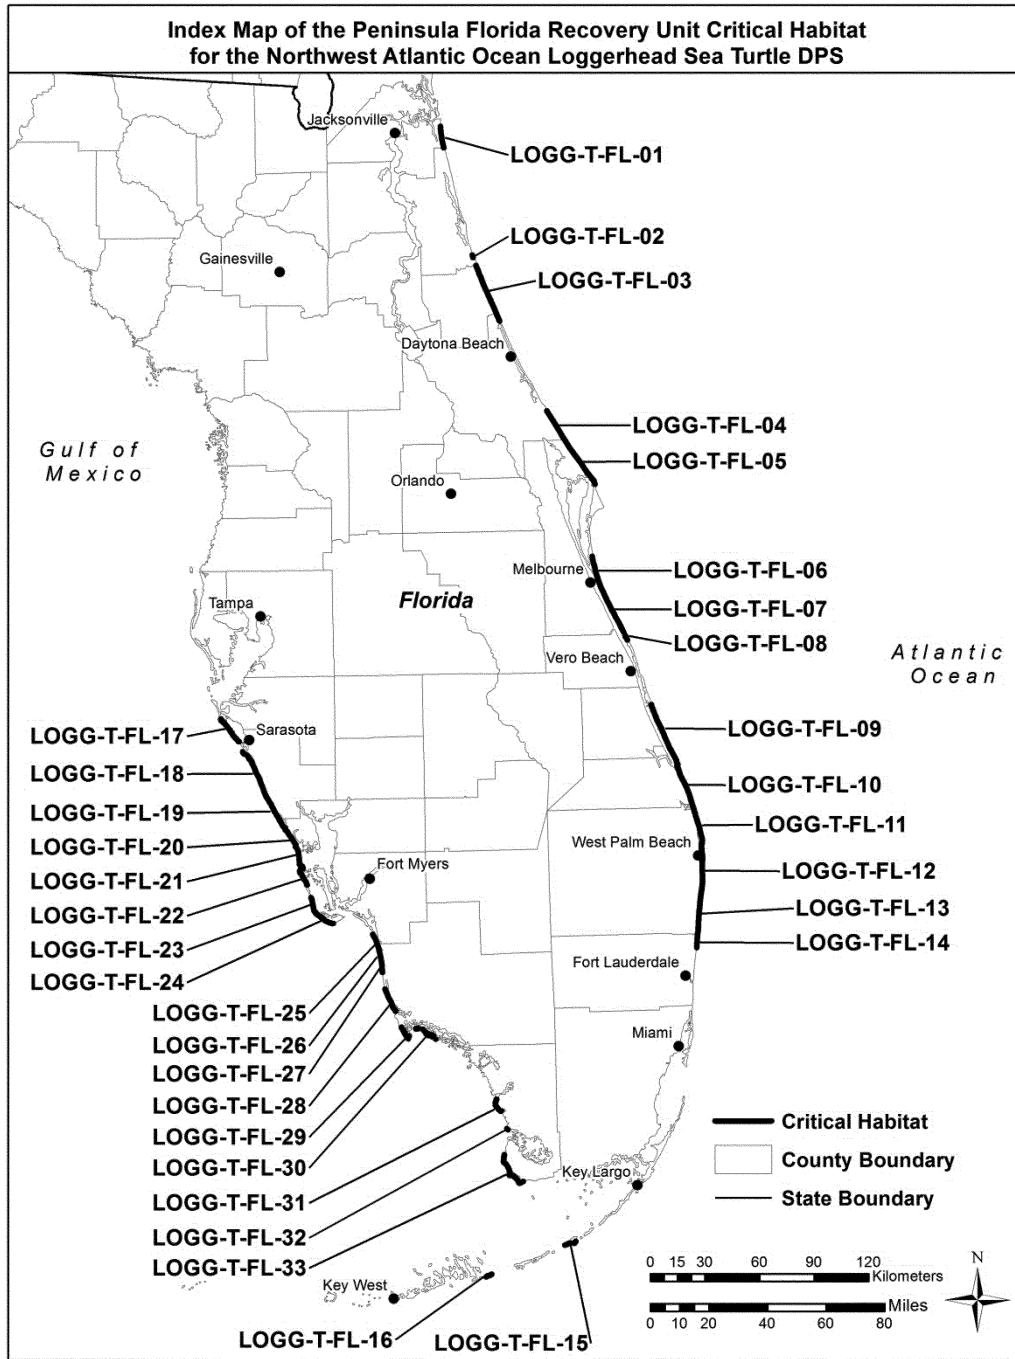 Index Map of the Peninsula Florida Recovery Unit Critical Habitat
for the Northwest Atlantic Ocean Loggerhead Sea Turtle DPS
Jacksonville
LOGG-T-FL-01
LOGG-T-FL-02
Gainesville
LOGG-T-FL-03
Daytona Beach
LOGG-T-FL-04
Gulf of
Mexico
LOGG-T-FL-05
Orlando
Melbourne
LOGG-T-FL-06
Florida
Tampa
LOGG-T-FL-07
LOGG-T-FL-08
Vero Beach
Atlantic
Ocean
LOGG-T-FL-17
Sarasota
LOGG-T-FL-09
LOGG-T-FL-18
LOGG-T-FL-10
LOGG-T-FL-19
LOGG-T-FL-11
LOGG-T-FL-20
West Palm Beach
Fort Myers
LOGG-T-FL-12
LOGG-T-FL-21
LOGG-T-FL-22
LOGG-T-FL-13
LOGG-T-FL-23
LOGG-T-FL-14
LOGG-T-FL-24
Fort Lauderdale
LOGG-T-FL-25
Miami
LOGG-T-FL-26
LOGG-T-FL-27
LOGG-T-FL-28
LOGG-T-FL-29
LOGG-T-FL-30
LOGG-T-FL-31
LOGG-T-FL-32
LOGG-T-FL-33
Critical Habitat
County Boundary
State Boundary
Key Largo
Key West
LOGG-T-FL-16
LOGG-T-FL-15
0 15 30 60 90 120
Kilometers
Miles
0 10 20 40 60 80
N